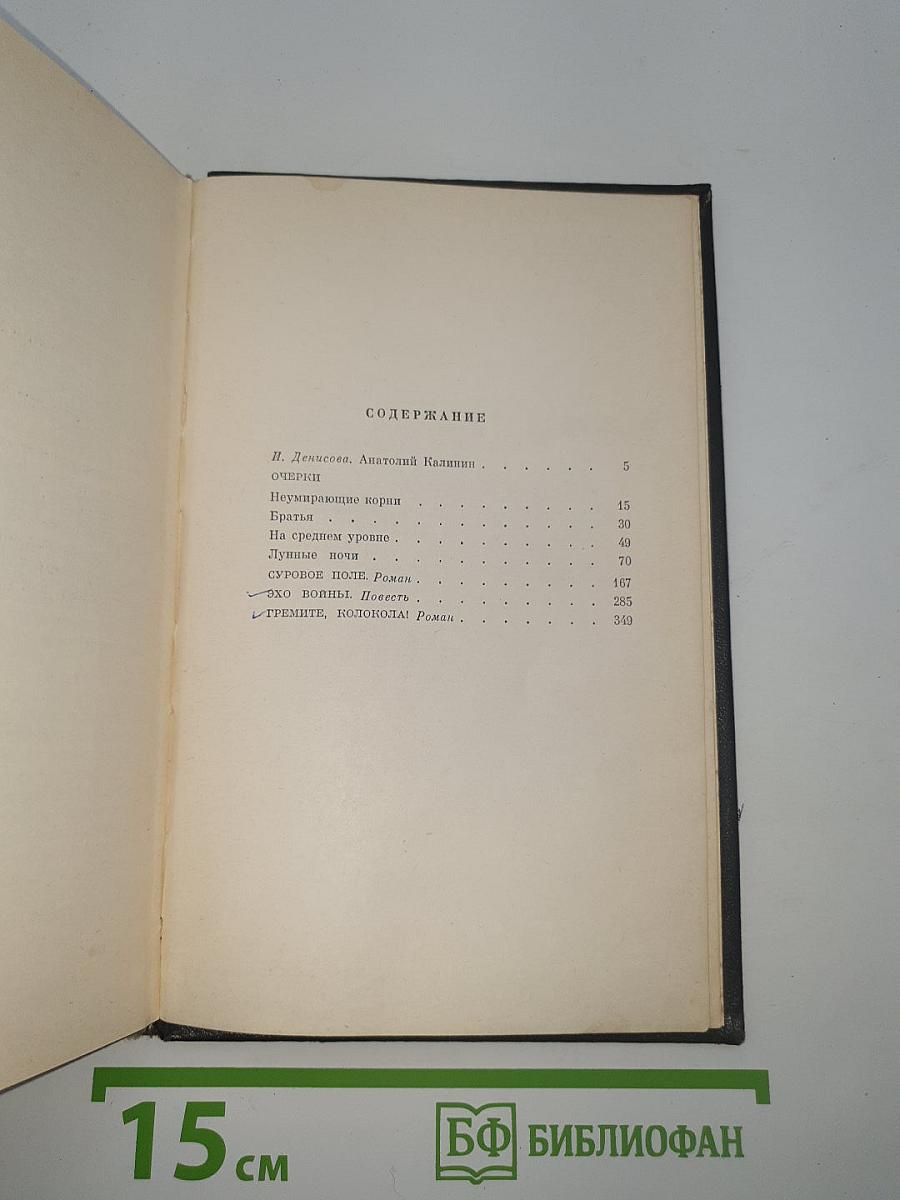 СОДЕРЖАНИЕ
И. Денисова. Анатолий Калинин . . . . . . 5
ОЧЕРКИ
Неумирающие корни . . . . . . . . . 15
Братья . . . . . . . . . . . . 30
На среднем уровне . . . . . . . . . . 49
Лунные ночи . . . . . . . . . . . 70
СУРОВОЕ ПОЛЕ. Роман . . . . . . . . 167
ЭХО ВОЙНЫ. Повесть . . . . . . . . 285
ГРЕМИТЕ, КОЛОКОЛА! Роман . . . . . . . 349
15 см
БФ БИБЛИОФАН